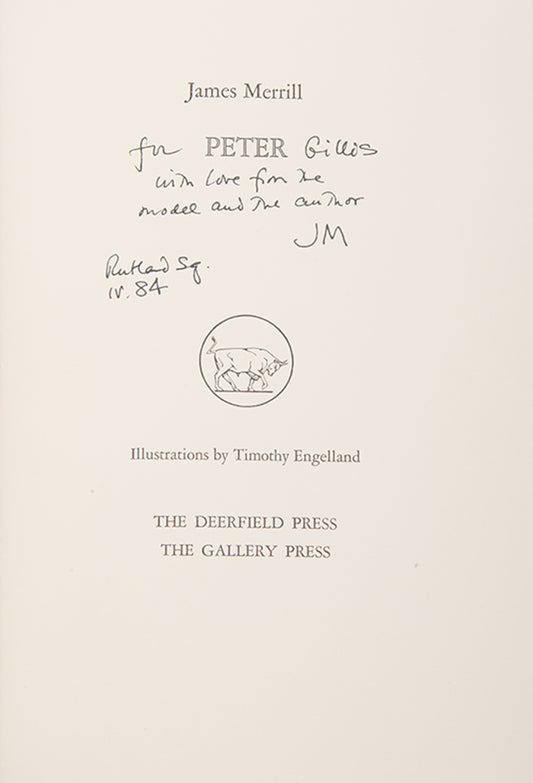 James Merrill
for PETER Gillis
with love from the
model and the author
JM
Rutland Sq.
IV. 84
Illustrations by Timothy Engelland
THE DEERFIELD PRESS
THE GALLERY PRESS